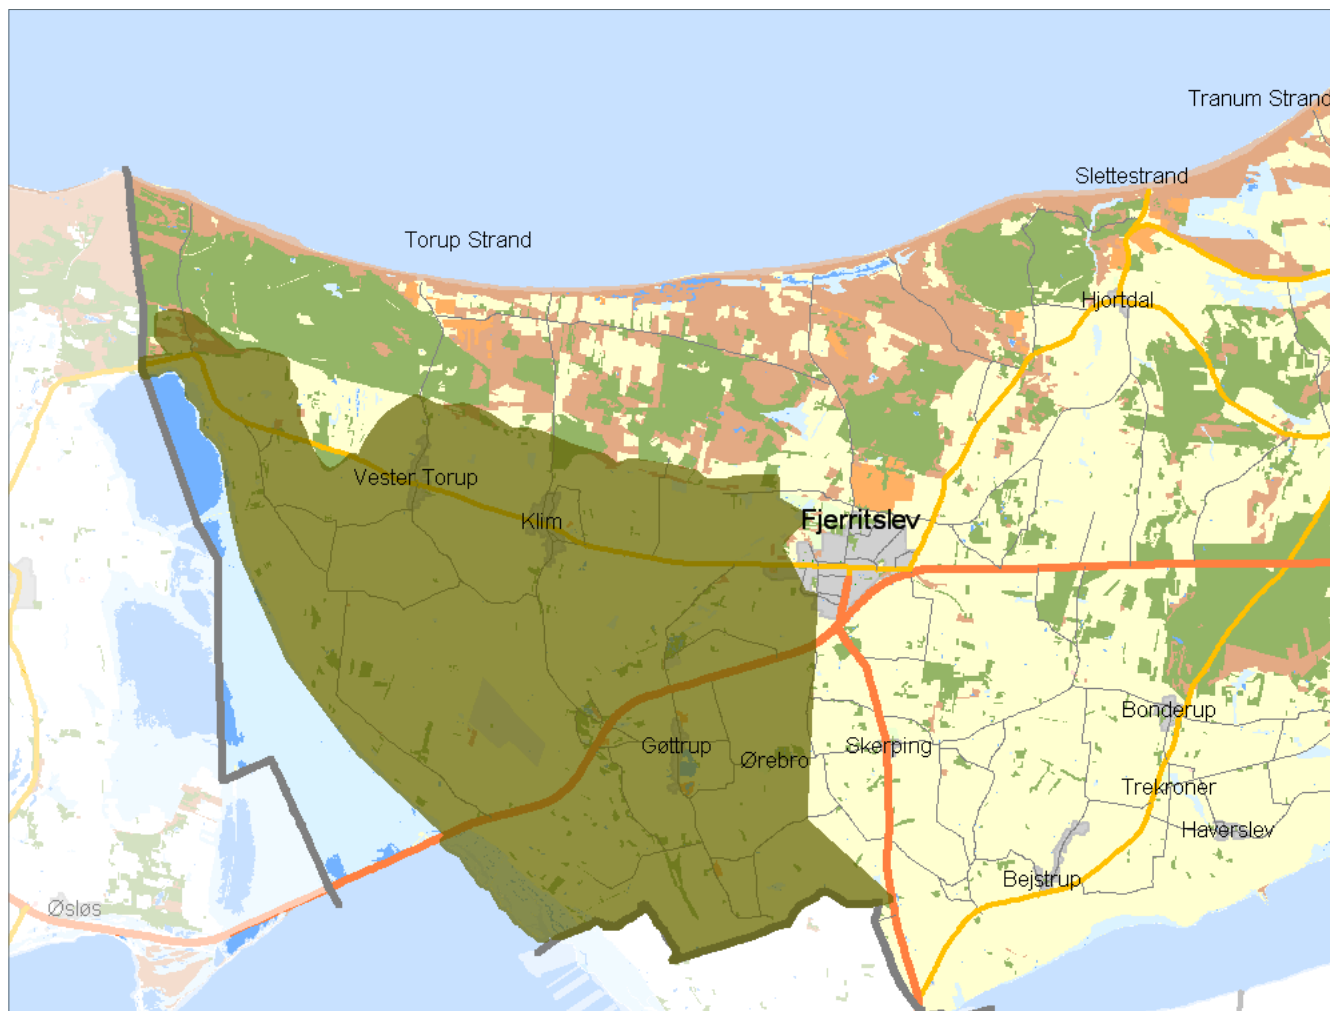 Tranum Strand
Slettestrand
Torup Strand
Hjortdal
Vester Torup
Klim
Fjerritslev
Bonderup
Gøttrup
Ørebro
Skerping
Trekroner
Haverslev
Bejstrup
Øsløs